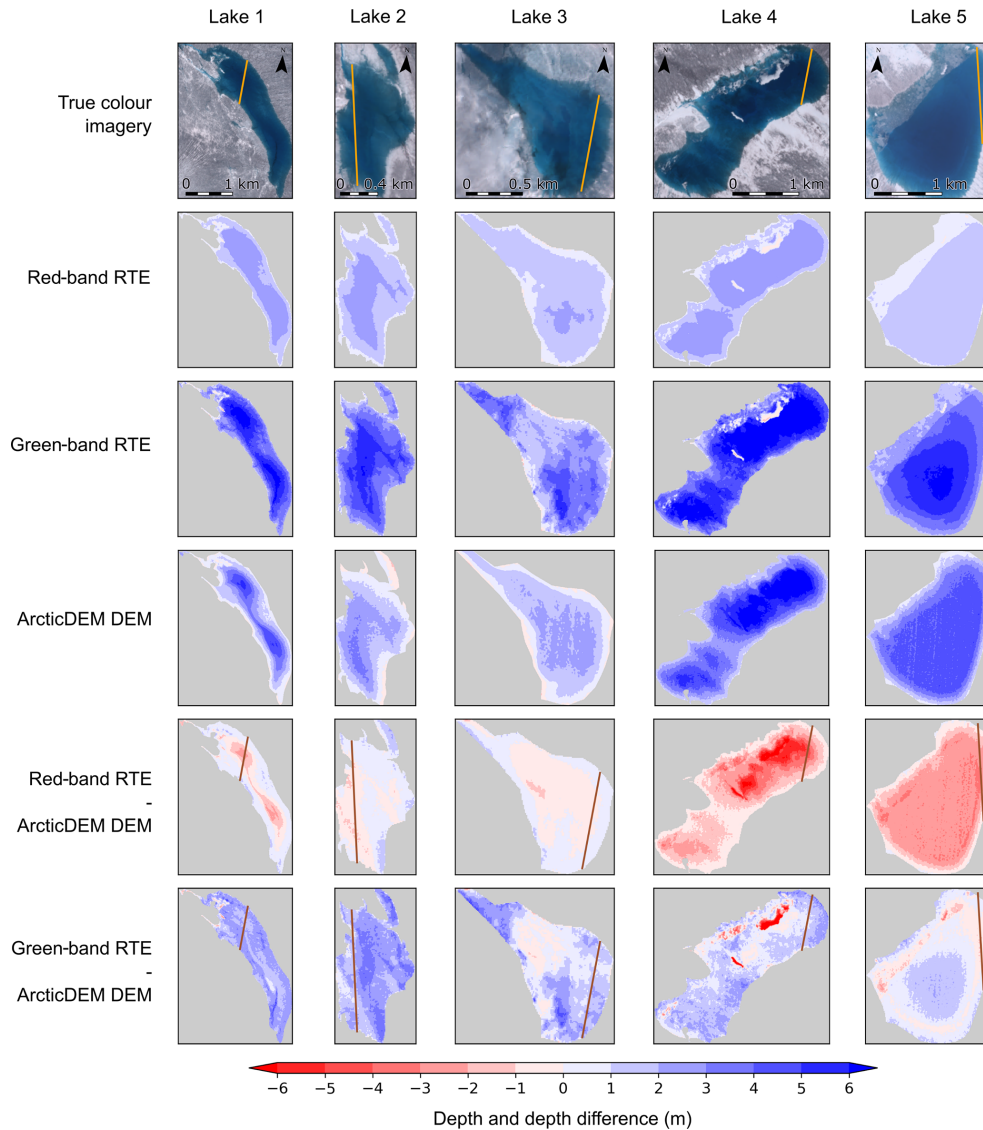 Lake 1 Lake 2 Lake 3 Lake 4 Lake 5
True colour
imagery
N N N N N
0 1 km 0 0.4 km 0 0.5 km 0 1 km 0 1 km
Red-band RTE
Green-band RTE
ArcticDEM DEM
Red-band RTE
-
ArcticDEM DEM
Green-band RTE
-
ArcticDEM DEM
−6 −5 −4 −3 −2 −1 0 1 2 3 4 5 6
Depth and depth difference (m)